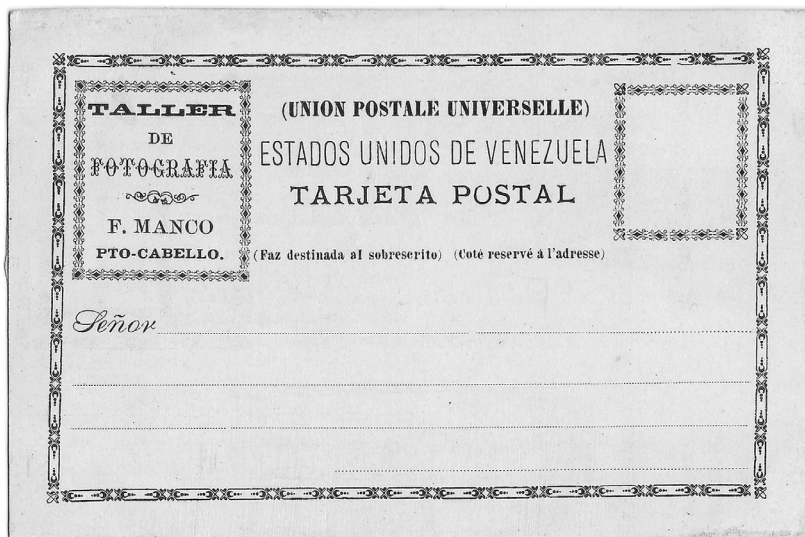 TALLER
DE
FOTOGRAFIA
F. MANCO
PTO-CABELLO.
(UNION POSTALE UNIVERSELLE)
ESTADOS UNIDOS DE VENEZUELA
TARJETA POSTAL
(Faz destinada al sobrescrito) (Coté reservé á l'adresse)
Señor